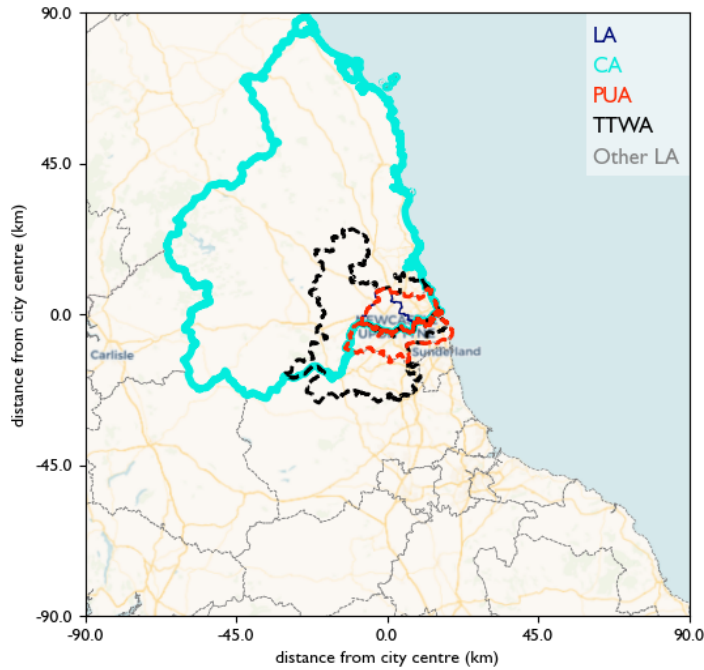 90.0
LA
CA
PUA
TTWA
Other LA
45.0
distance from city centre (km)
0.0
Carlisle
Sunderland
-45.0
-90.0
-90.0 -45.0 0.0 45.0 90.0
distance from city centre (km)